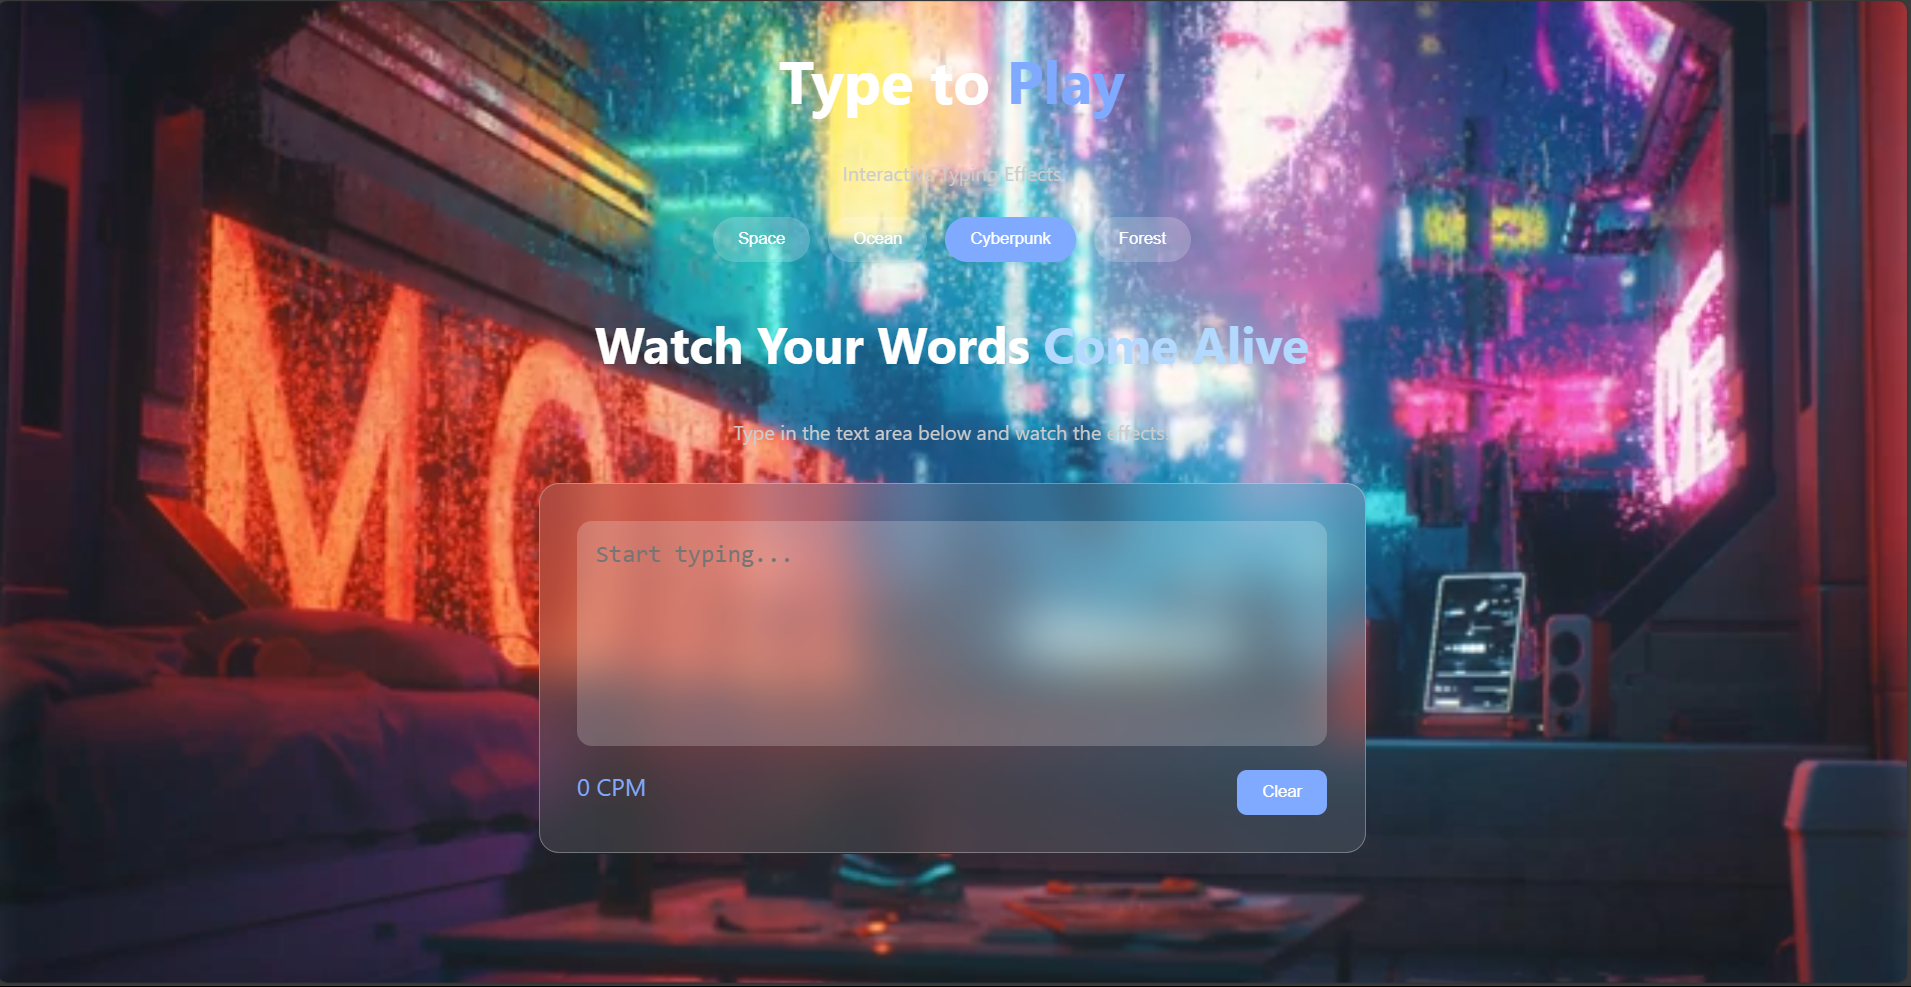 Type to Play
Interactive Typing Effects
Space Ocean Cyberpunk Forest
Watch Your Words Come Alive
Type in the text area below and watch the effects!
Start typing...
0 CPM
Clear